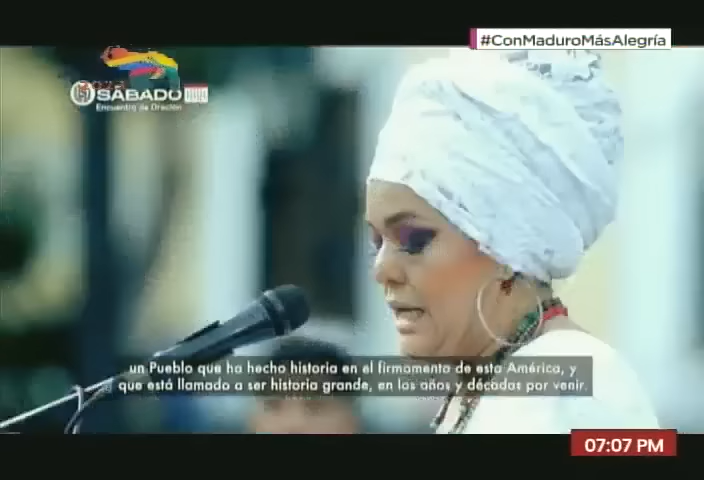 #ConMaduroMásAlegría
SÁBADO
Encuentro de Oración
un Pueblo que ha hecho historia en el firmamento de esta América, y
que está llamado a ser historia grande, en los años y décadas por venir.
07:07 PM